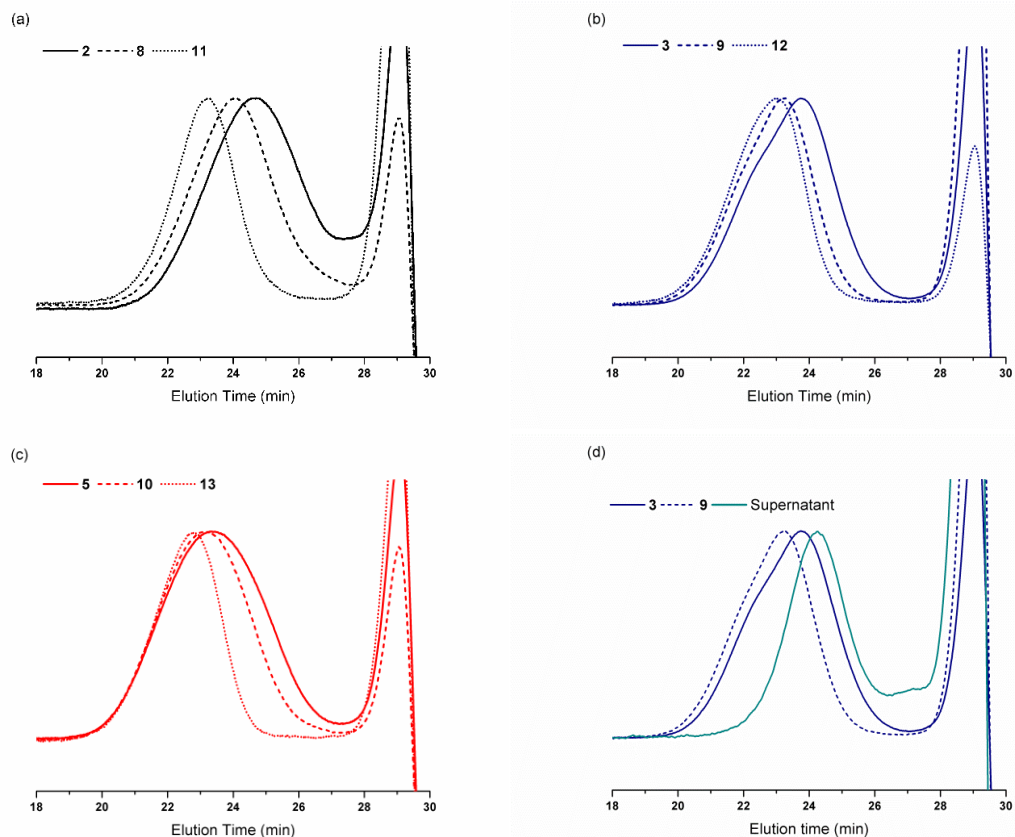 (a)
2 8 11
18 20 22 24 26 28 30
Elution Time (min)
(b)
3 9 12
18 20 22 24 26 28 30
Elution Time (min)
(c)
5 10 13
18 20 22 24 26 28 30
Elution Time (min)
(d)
3 9 Supernatant
18 20 22 24 26 28 30
Elution time (min)